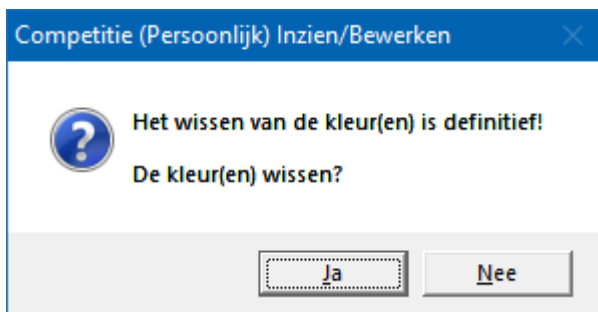 Competitie (Persoonlijk) Inzien/Bewerken
Het wissen van de kleur(en) is definitief!
De kleur(en) wissen?
Ja
Nee